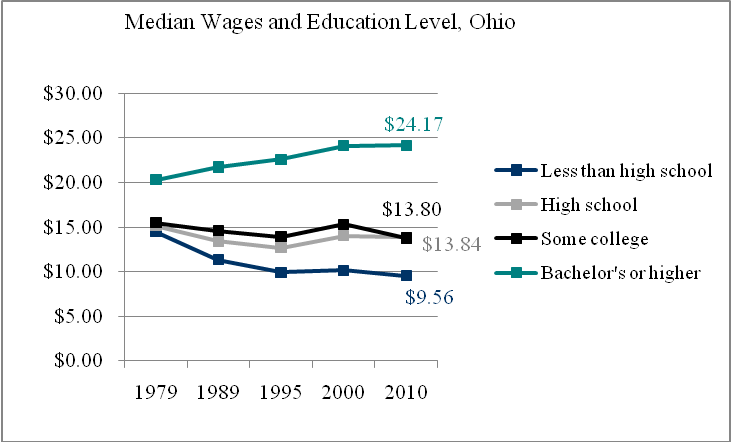 Median Wages and Education Level, Ohio
$30.00
$25.00
$20.00
$15.00
$10.00
$5.00
$0.00
$24.17
$13.80
$13.84
$9.56
1979 1989 1995 2000 2010
Less than high school
High school
Some college
Bachelor's or higher